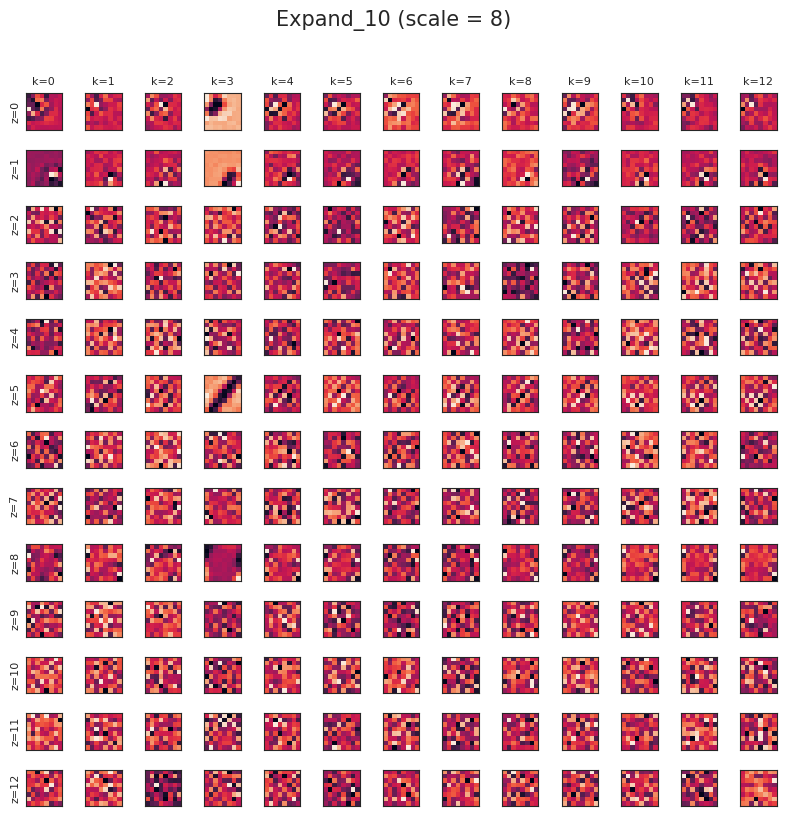 Expand_10 (scale = 8)
k=0 k=1 k=2 k=3 k=4 k=5 k=6 k=7 k=8 k=9 k=10 k=11 k=12
z=0
z=1
z=2
z=3
z=4
z=5
z=6
z=7
z=8
z=9
z=10
z=11
z=12